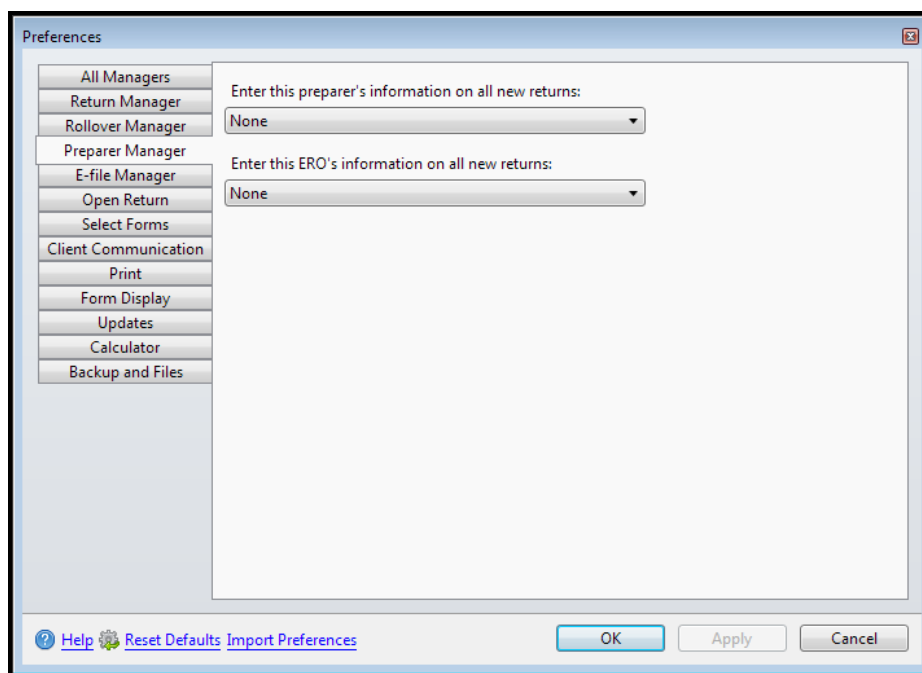 Preferences
All Managers
Return Manager
Rollover Manager
Preparer Manager
E-file Manager
Open Return
Select Forms
Client Communication
Print
Form Display
Updates
Calculator
Backup and Files
Enter this preparer's information on all new returns:
None
Enter this ERO's information on all new returns:
None
Help Reset Defaults Import Preferences OK Apply Cancel